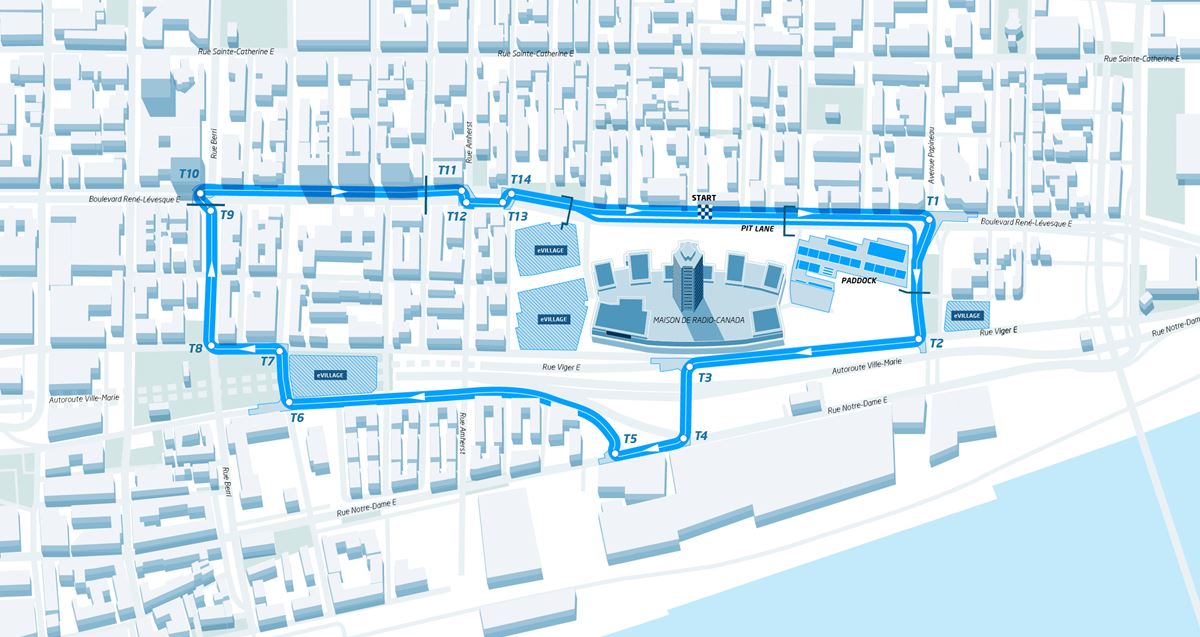 Rue Sainte-Catherine E
Rue Sainte-Catherine E
Rue Sainte-Catherine E
Rue Berri
Rue Amherst
Avenue Papineau
T10
T11
T14
Boulevard René-Lévesque E
T9
T12
T13
START
T1
PIT LANE
Boulevard René-Lévesque E
eVILLAGE
PADDOCK
eVILLAGE
MAISON DE RADIO-CANADA
eVILLAGE
Rue Viger E
Rue Notre-Dam
T8
T7
T2
Rue Viger E
Autoroute Ville-Marie
eVILLAGE
T3
Autoroute Ville-Marie
T6
Rue Notre-Dame E
Rue Amherst
T5
T4
Rue Berri
Rue Notre-Dame E